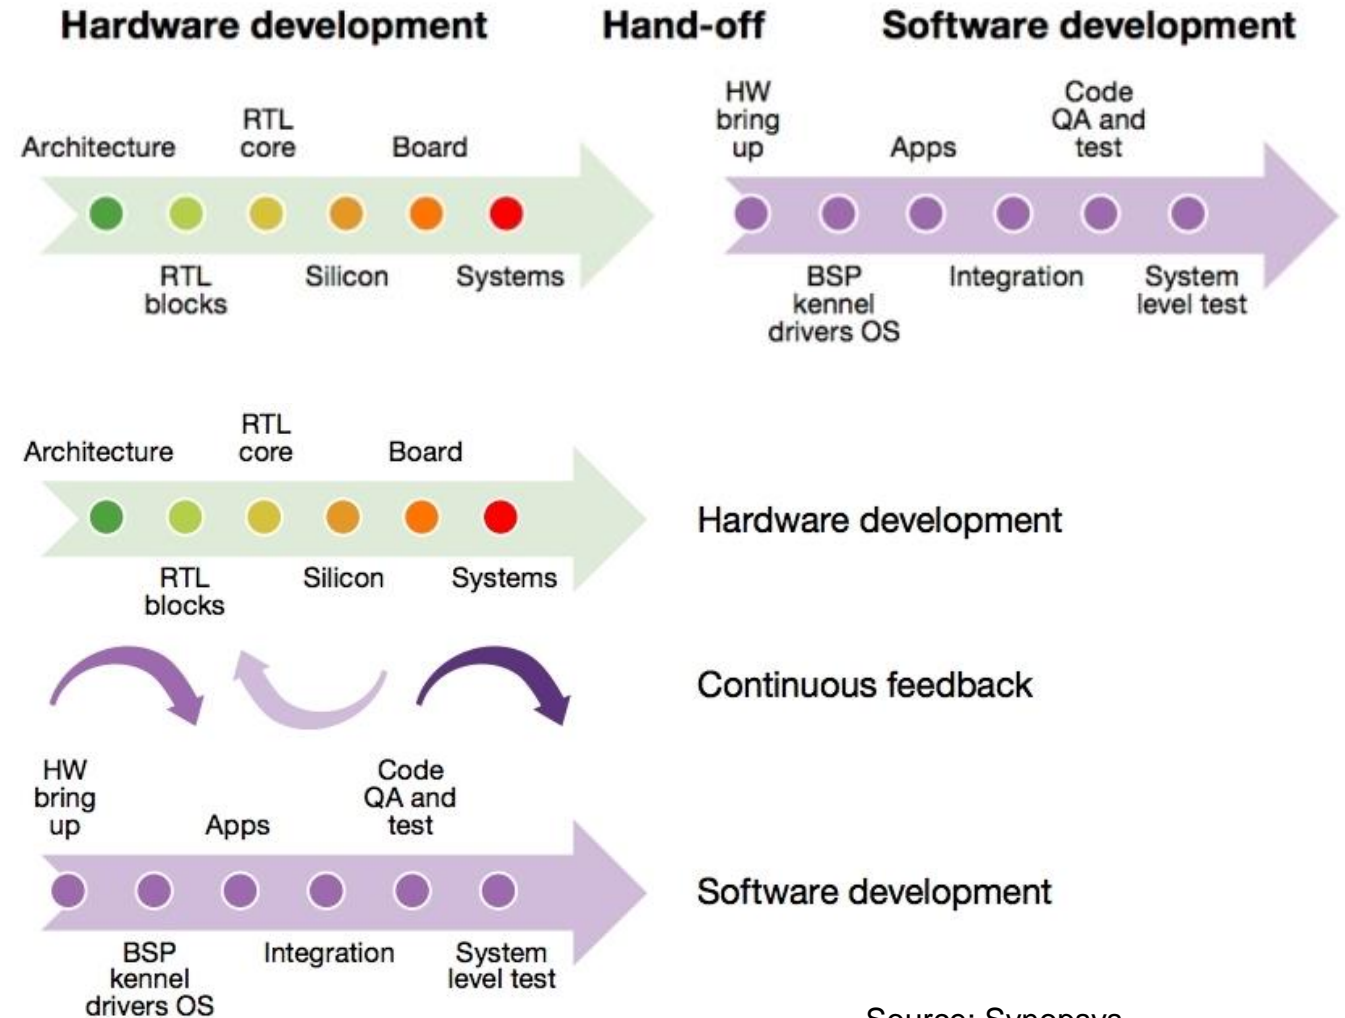 Hardware development
Hand-off
Software development
Architecture
RTL
core
Board
RTL
blocks
Silicon
Systems
HW
bring
up
Apps
Code
QA and
test
BSP
kennel
drivers OS
Integration
System
level test
Architecture
RTL
core
Board
RTL
blocks
Silicon
Systems
Hardware development
Continuous feedback
HW
bring
up
Apps
Code
QA and
test
BSP
kennel
drivers OS
Integration
System
level test
Software development
Source: Synopsys